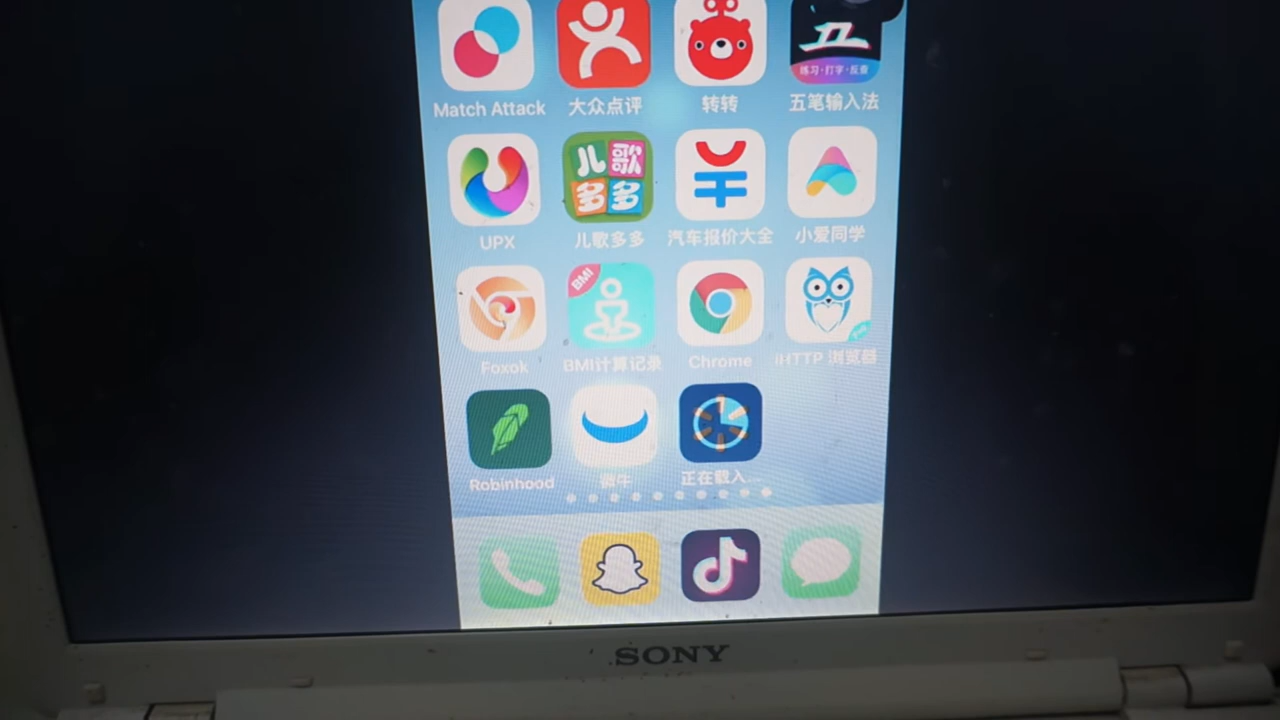 五
练习·打字·反查
Match Attack
大众点评
转转
五笔输入法
儿歌
多多
UPX
儿歌多多
汽车报价大全
小爱同学
BMI
Foxok
BMI计算记录
Chrome
iHTTP 浏览器
Robinhood
微牛
正在载入...
SONY